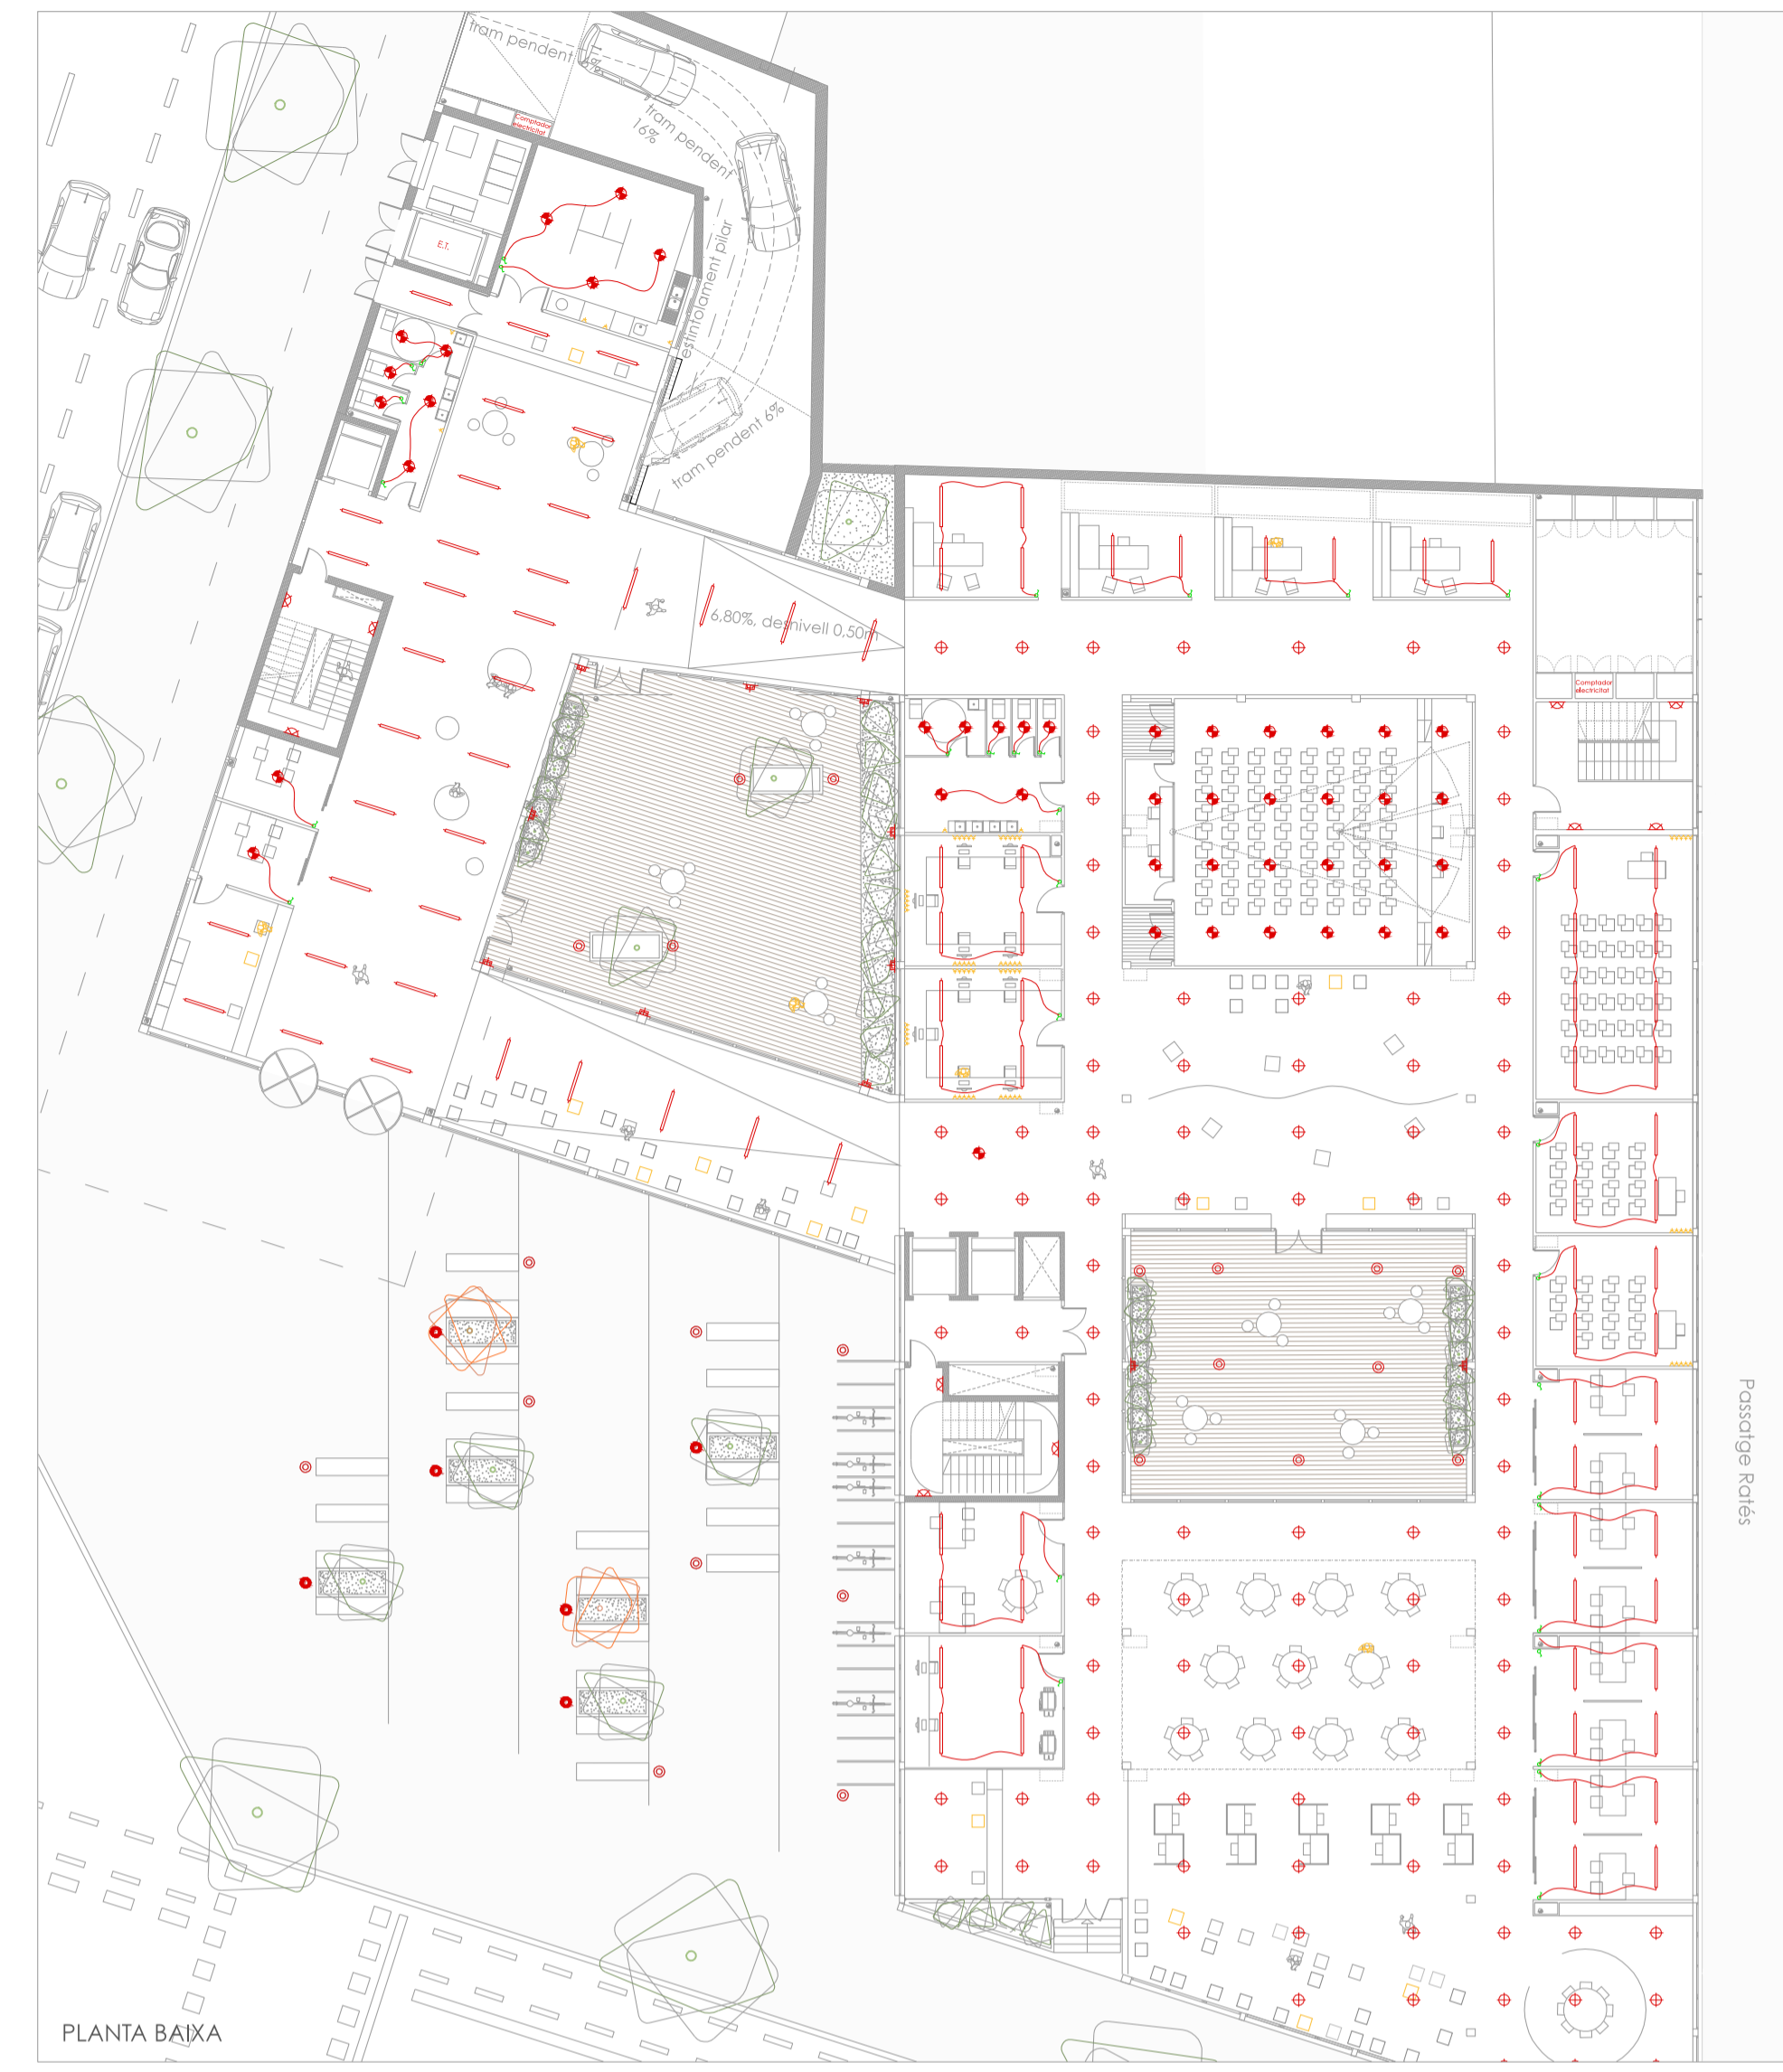 tram pendent 6%
tram pendent
16%
Comptador
electricitat
E.T.
estintolament pilar
tram pendent 6%
6,80%, desnivell 0,50m
Comptador
electricitat
Passatge Ratés
PLANTA BAIXA